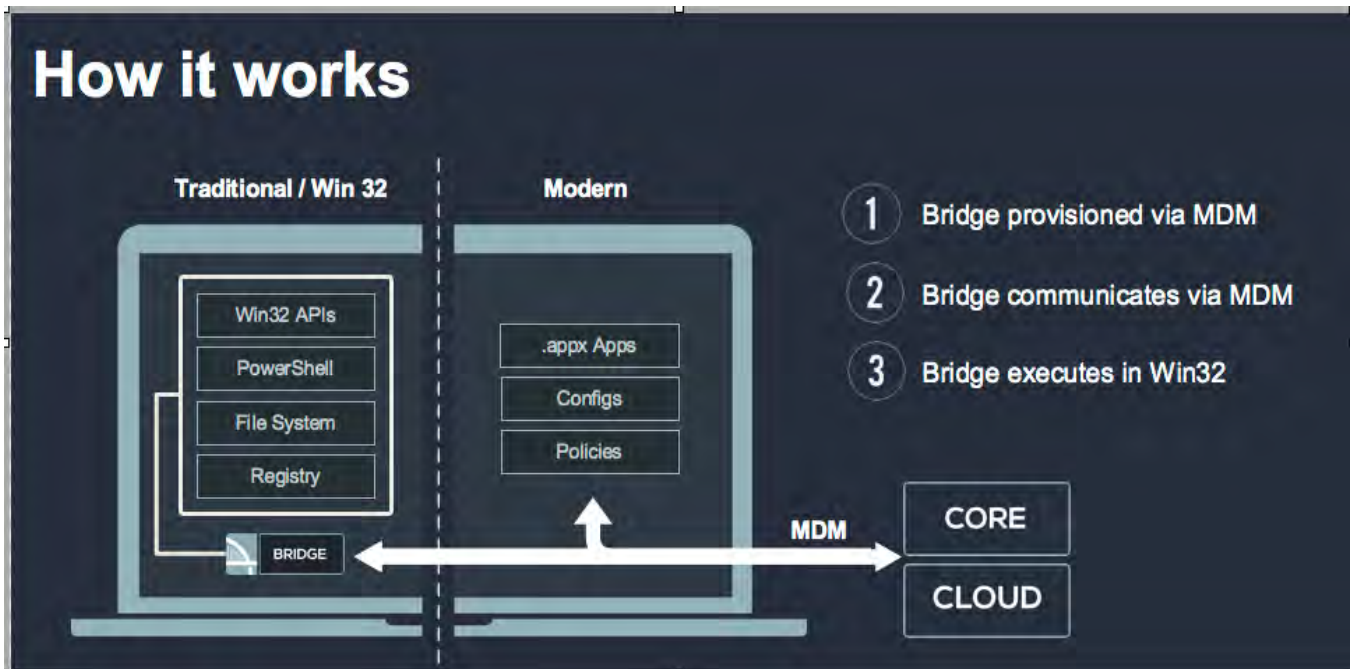 How it works
Traditional / Win 32
Modern
1 Bridge provisioned via MDM
2 Bridge communicates via MDM
3 Bridge executes in Win32
Win32 APIs
PowerShell
File System
Registry
BRIDGE
.appx Apps
Configs
Policies
MDM
CORE
CLOUD